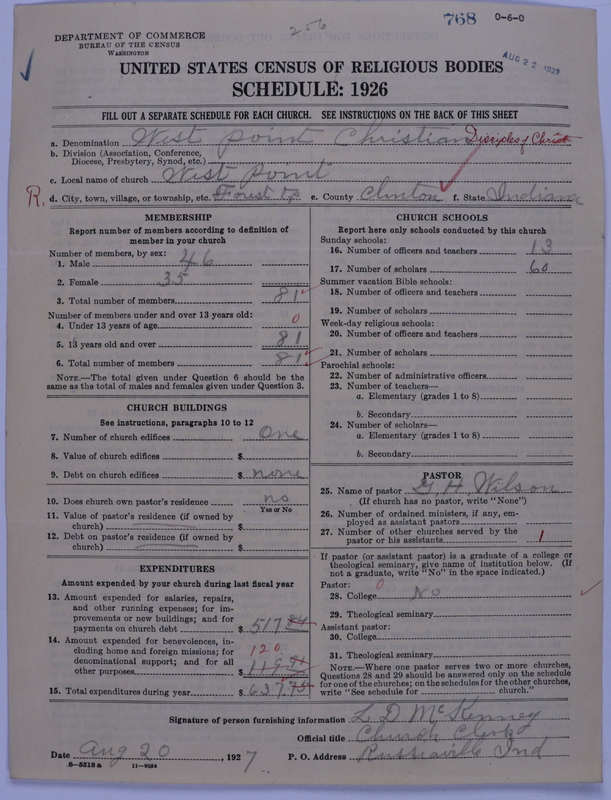 256
768
0-6-0
DEPARTMENT OF COMMERCE
BUREAU OF THE CENSUS
WASHINGTON
AUG 22 1927
UNITED STATES CENSUS OF RELIGIOUS BODIES
SCHEDULE: 1926
FILL OUT A SEPARATE SCHEDULE FOR EACH CHURCH. SEE INSTRUCTIONS ON THE BACK OF THIS SHEET
a. Denomination West point Christian Disciples of Christ
b. Division (Association, Conference, Diocese, Presbytery, Synod, etc.)
c. Local name of church West Point
R. d. City, town, village, or township, etc. Forest tp e. County Clinton f. State Indiana
MEMBERSHIP
Report number of members according to definition of
member in your church
Number of members, by sex:
1. Male 46
2. Female 35
3. Total number of members 81
Number of members under and over 13 years old:
4. Under 13 years of age 0
5. 13 years old and over 81
6. Total number of members 81
NOTE.—The total given under Question 6 should be the
same as the total of males and females given under Question 3.
CHURCH BUILDINGS
See instructions, paragraphs 10 to 12
7. Number of church edifices One
8. Value of church edifices $
9. Debt on church edifices $ none
10. Does church own pastor's residence no
Yes or No
11. Value of pastor's residence (if owned by
church) $
12. Debt on pastor's residence (if owned by
church) $
EXPENDITURES
Amount expended by your church during last fiscal year
13. Amount expended for salaries, repairs,
and other running expenses; for im-
provements or new buildings; and for
payments on church debt $ 517 84
14. Amount expended for benevolences, in-
cluding home and foreign missions; for
denominational support; and for all
other purposes 120 $ 119.91
15. Total expenditures during year $ 637.75
CHURCH SCHOOLS
Report here only schools conducted by this church
Sunday schools:
16. Number of officers and teachers 13
17. Number of scholars 60
Summer vacation Bible schools:
18. Number of officers and teachers
19. Number of scholars
Week-day religious schools:
20. Number of officers and teachers
21. Number of scholars
Parochial schools:
22. Number of administrative officers
23. Number of teachers—
a. Elementary (grades 1 to 8)
b. Secondary
24. Number of scholars—
a. Elementary (grades 1 to 8)
b. Secondary
PASTOR
25. Name of pastor G. H. Wilson
(If church has no pastor, write "None")
26. Number of ordained ministers, if any, em-
ployed as assistant pastors
27. Number of other churches served by the
pastor or his assistants 1
If pastor (or assistant pastor) is a graduate of a college or
theological seminary, give name of institution below. (If
not a graduate, write "No" in the space indicated.)
Pastor: 0
28. College No
29. Theological seminary
Assistant pastor:
30. College
31. Theological seminary
NOTE.—Where one pastor serves two or more churches,
Questions 28 and 29 should be answered only on the schedule
for one of the churches; on the schedules for the other churches,
write "See schedule for church."
Signature of person furnishing information L D McKenney
Official title Church Clerk
Date Aug 20, 1927 P. O. Address Russiaville Ind
8—5518 a 11—9034